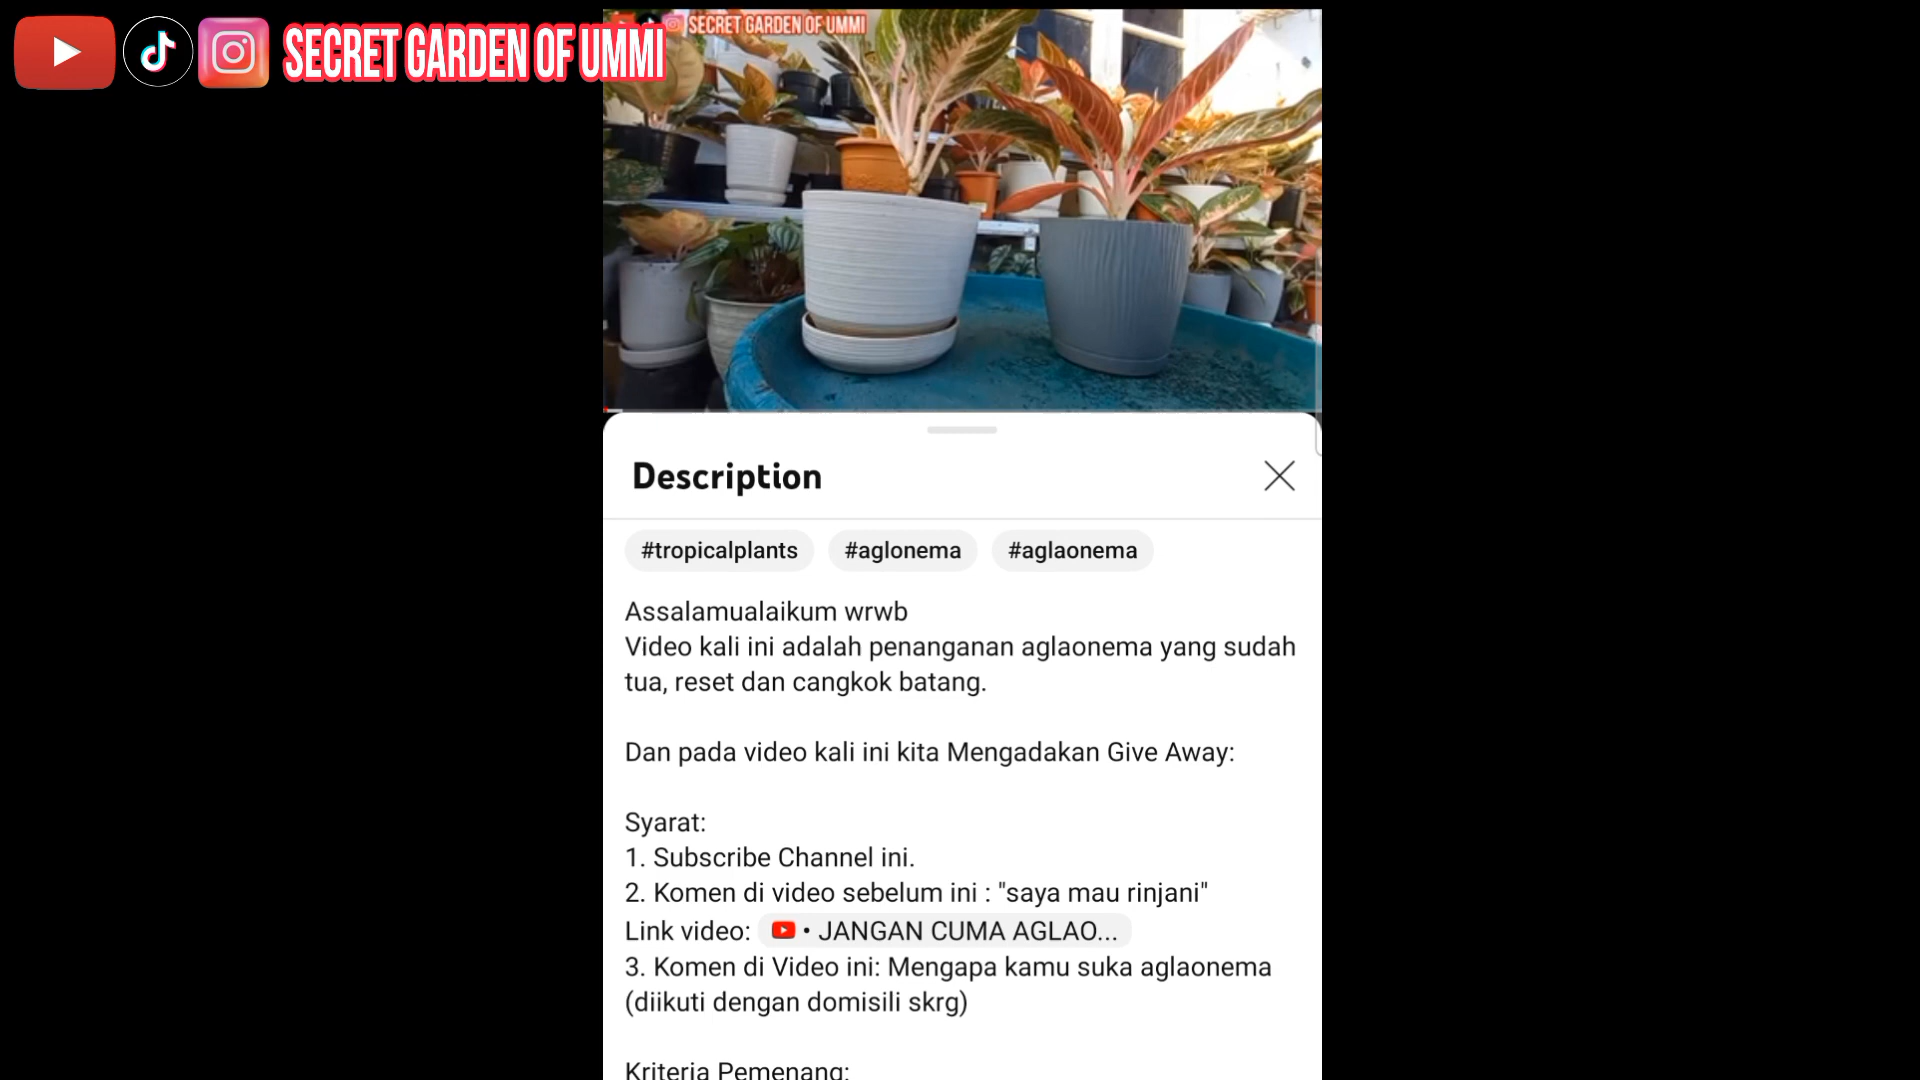 SECRET GARDEN OF UMMI
SECRET GARDEN OF UMMI
Description
#tropicalplants #aglonema #aglaonema
Assalamualaikum wrwb
Video kali ini adalah penanganan aglaonema yang sudah
tua, reset dan cangkok batang.
Dan pada video kali ini kita Mengadakan Give Away:
Syarat:
1. Subscribe Channel ini.
2. Komen di video sebelum ini : "saya mau rinjani"
Link video: • JANGAN CUMA AGLAO...
3. Komen di Video ini: Mengapa kamu suka aglaonema
(diikuti dengan domisili skrg)
Kriteria Pemenang: